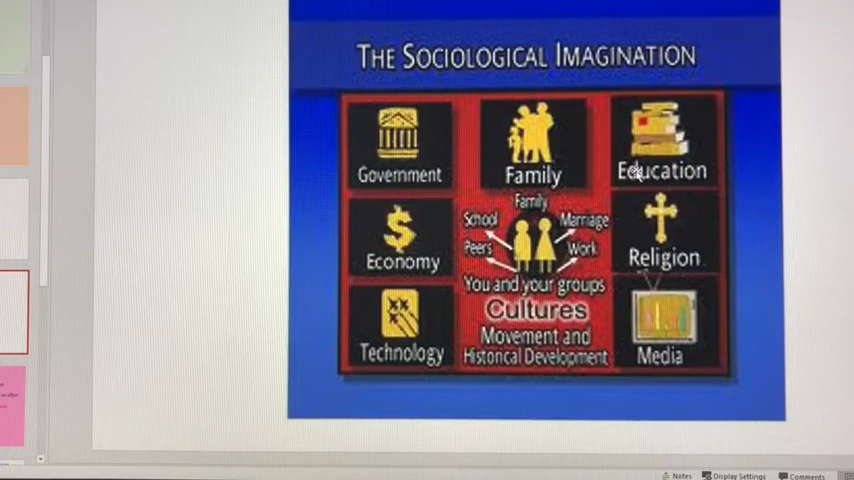 THE SOCIOLOGICAL IMAGINATION
Government
Family
Education
Family
School
Marriage
Peers
Work
Economy
Religion
You and your groups
Cultures
Technology
Movement and
Historical Development
Media
Notes
Display Settings
Comments